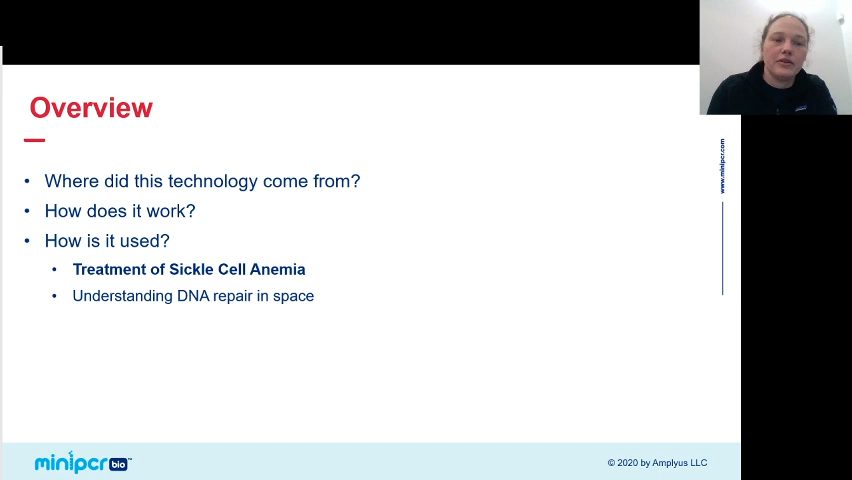 Overview
www.minipcr.com
• Where did this technology come from?
• How does it work?
• How is it used?
• Treatment of Sickle Cell Anemia
• Understanding DNA repair in space
minipcr bio™
© 2020 by Amplyus LLC